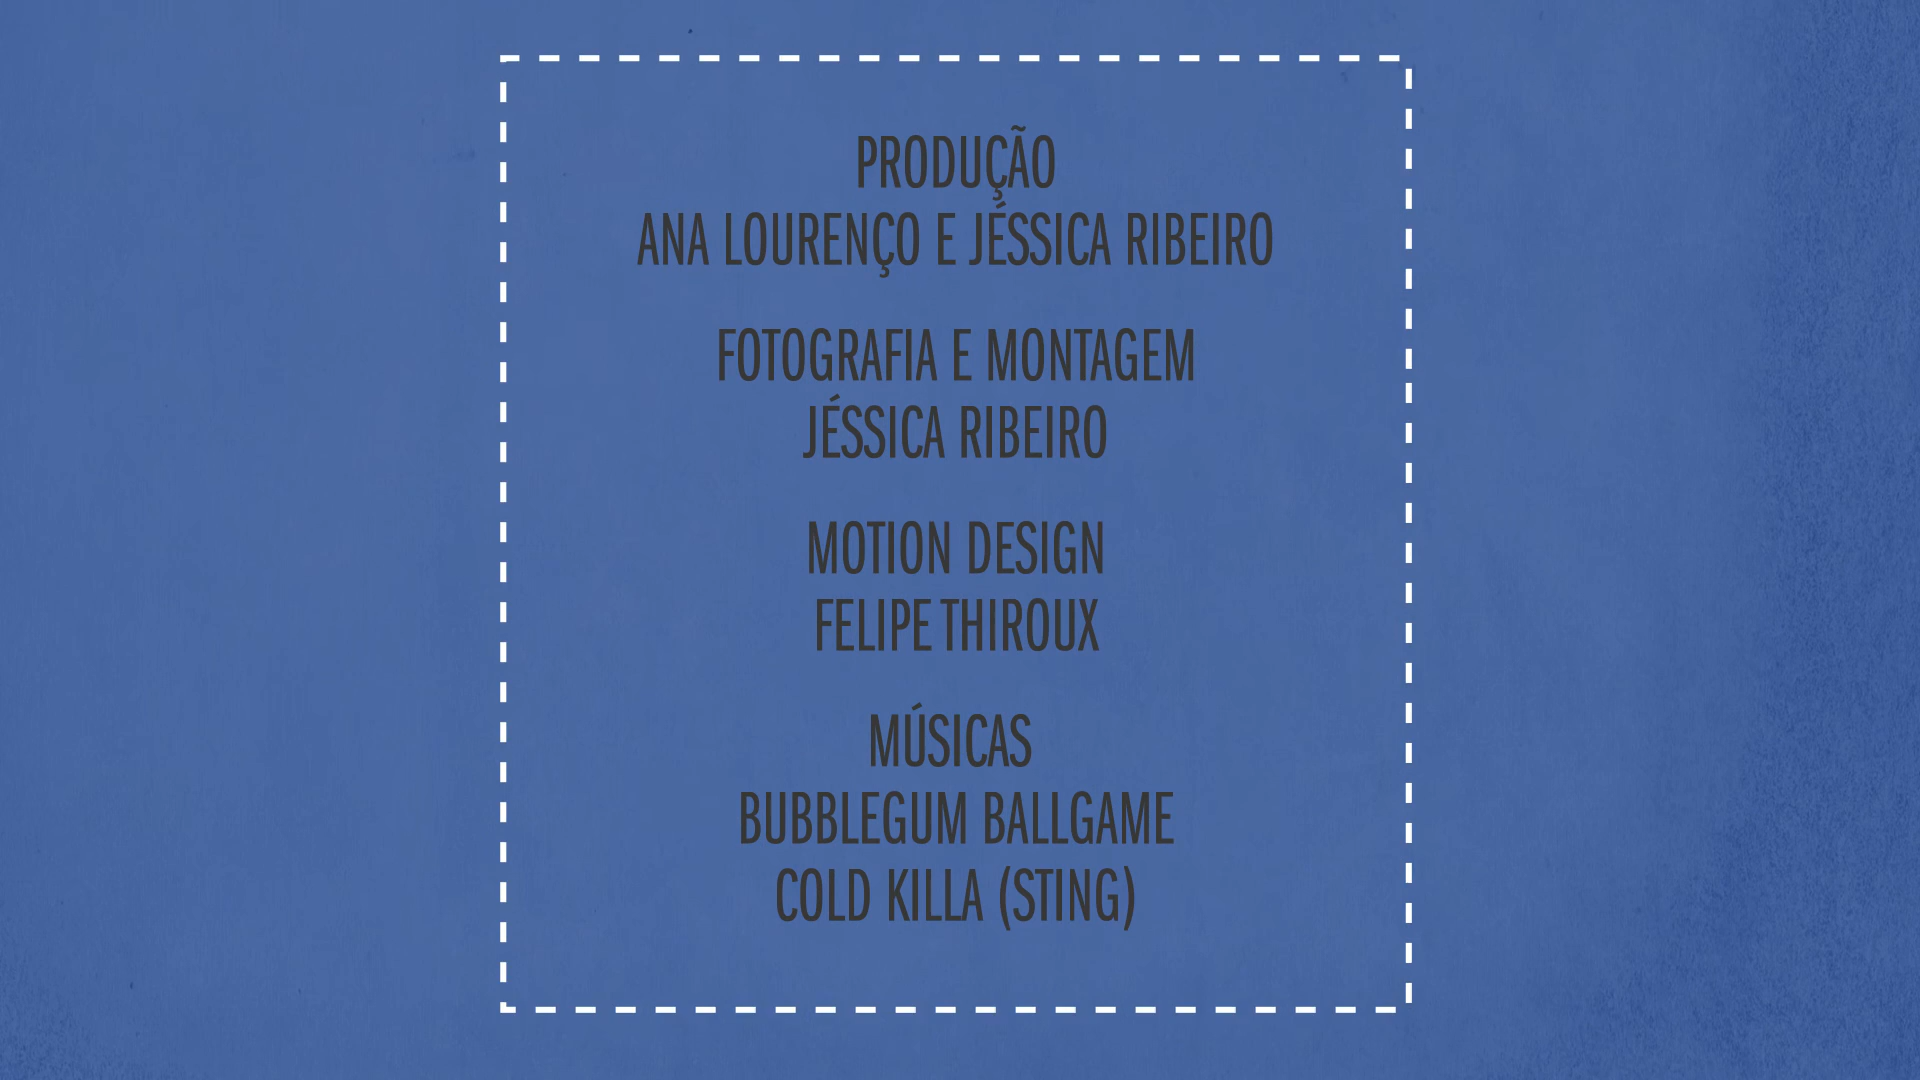 PRODUÇÃO
ANA LOURENÇO E JÉSSICA RIBEIRO
FOTOGRAFIA E MONTAGEM
JÉSSICA RIBEIRO
MOTION DESIGN
FELIPE THIROUX
MÚSICAS
BUBBLEGUM BALLGAME
COLD KILLA (STING)